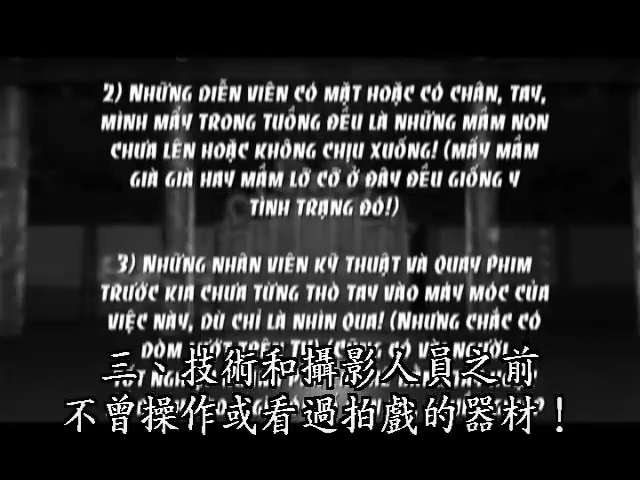 2) NHỮNG DIỄN VIÊN CÓ MẶT HOẶC CÓ CHÂN, TAY,
MÌNH MẨY TRONG TUỒNG ĐỀU LÀ NHỮNG MẦM NON
CHƯA LÊN HOẶC KHÔNG CHỊU XUỐNG! (MẤY MẦM
GIÀ GIÀ HAY MẦM LỠ CỠ Ở ĐÂY ĐỀU GIỐNG Y
TÌNH TRẠNG ĐÓ!)
3) NHỮNG NHÂN VIÊN KỸ THUẬT VÀ QUAY PHIM
TRƯỚC KIA CHƯA TỪNG THÒ TAY VÀO MÁY MÓC CỦA
VIỆC NÀY, DÙ CHỈ LÀ NHÌN QUA! (NHƯNG CHẮC CÓ
DÒM
三、技術和攝影人員之前
不曾操作或看過拍戲的器材！